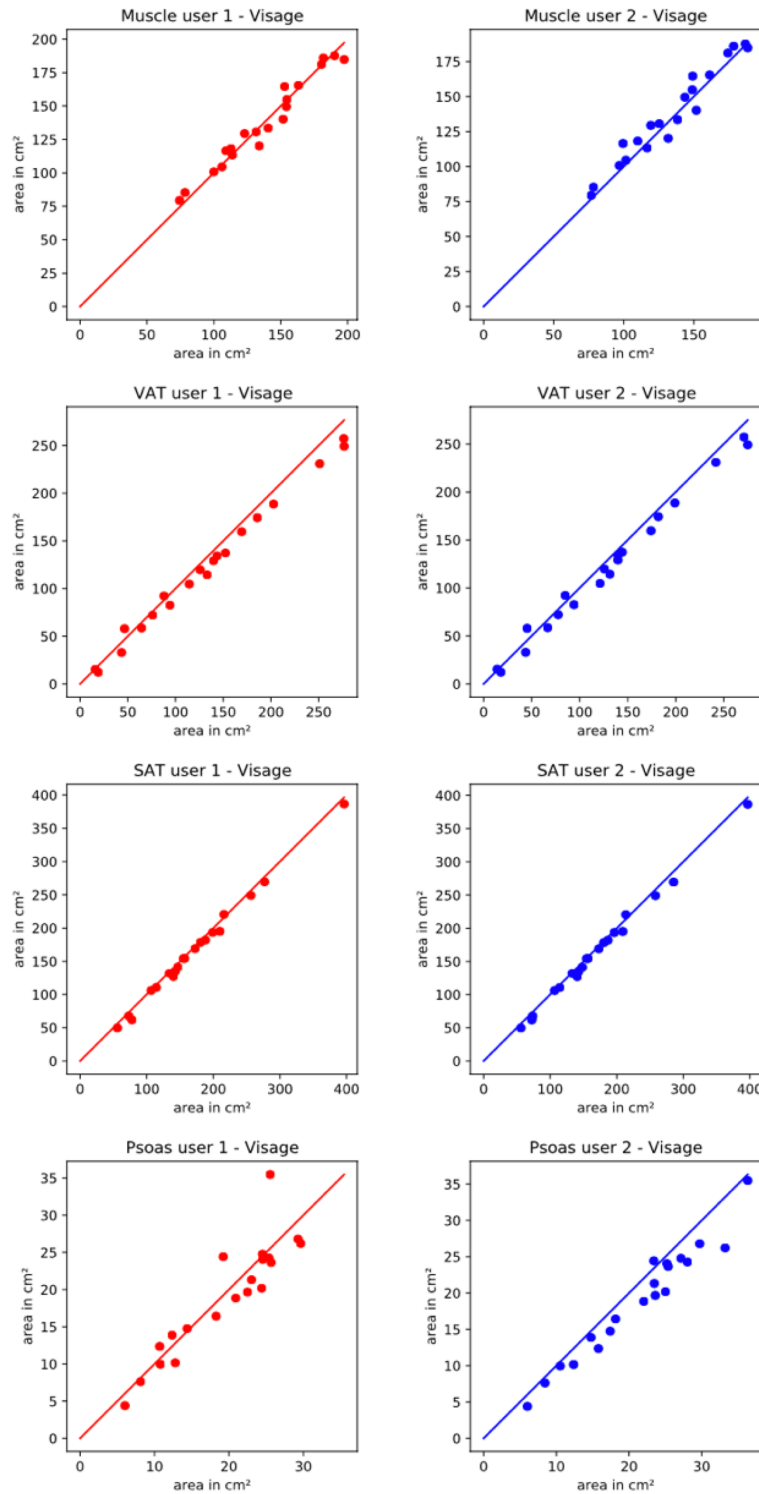 Muscle user 1 - Visage
Muscle user 2 - Visage
area in cm²
200
175
150
125
100
75
50
25
0
0 50 100 150 200
area in cm²
area in cm²
175
150
125
100
75
50
25
0
0 50 100 150
area in cm²
VAT user 1 - Visage
VAT user 2 - Visage
area in cm²
250
200
150
100
50
0
0 50 100 150 200 250
area in cm²
area in cm²
250
200
150
100
50
0
0 50 100 150 200 250
area in cm²
SAT user 1 - Visage
SAT user 2 - Visage
area in cm²
400
350
300
250
200
150
100
50
0
0 100 200 300 400
area in cm²
area in cm²
400
350
300
250
200
150
100
50
0
0 100 200 300 400
area in cm²
Psoas user 1 - Visage
Psoas user 2 - Visage
area in cm²
35
30
25
20
15
10
5
0
0 10 20 30
area in cm²
area in cm²
35
30
25
20
15
10
5
0
0 10 20 30
area in cm²